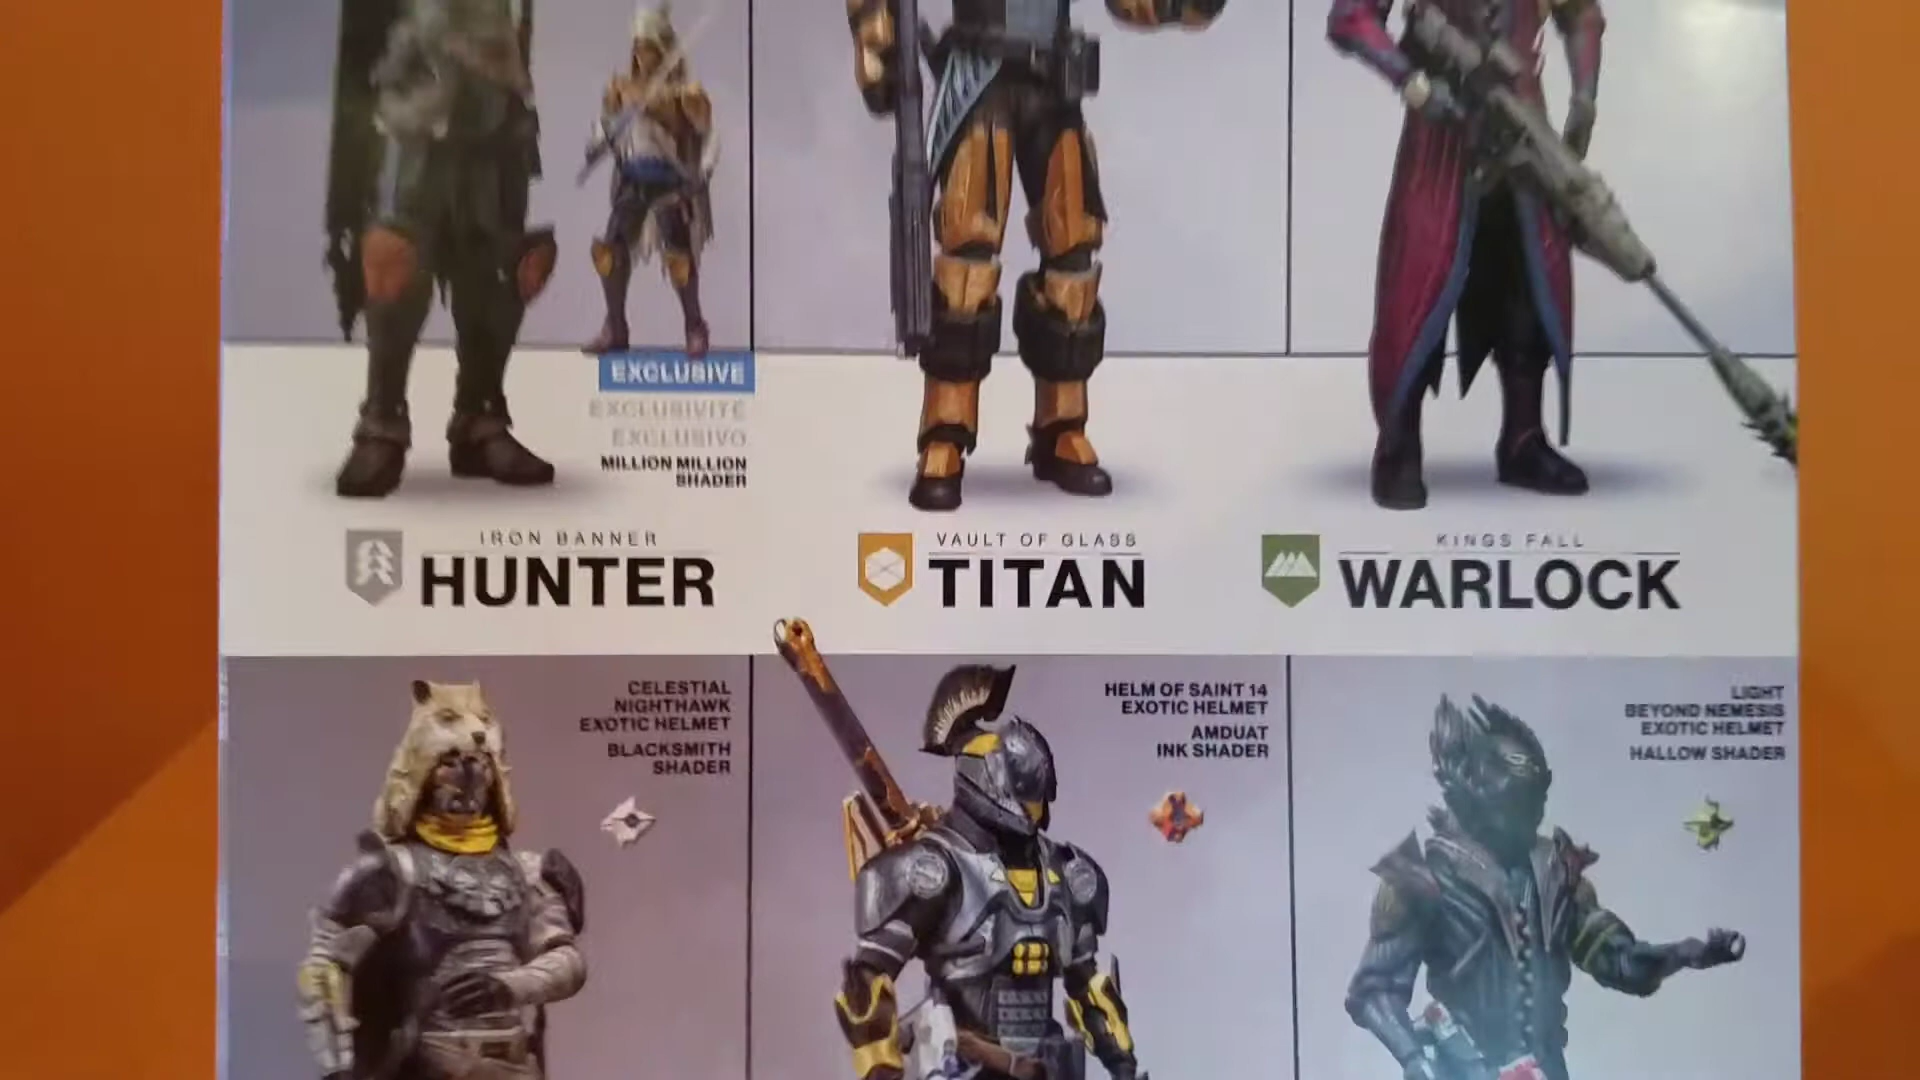 EXCLUSIVE
EXCLUSIVITÉ
EXCLUSIVO
MILLION MILLION
SHADER
IRON BANNER
HUNTER
VAULT OF GLASS
TITAN
KINGS FALL
WARLOCK
CELESTIAL
NIGHTHAWK
EXOTIC HELMET
BLACKSMITH
SHADER
HELM OF SAINT 14
EXOTIC HELMET
AMDUAT
INK SHADER
LIGHT
BEYOND NEMESIS
EXOTIC HELMET
HALLOW SHADER